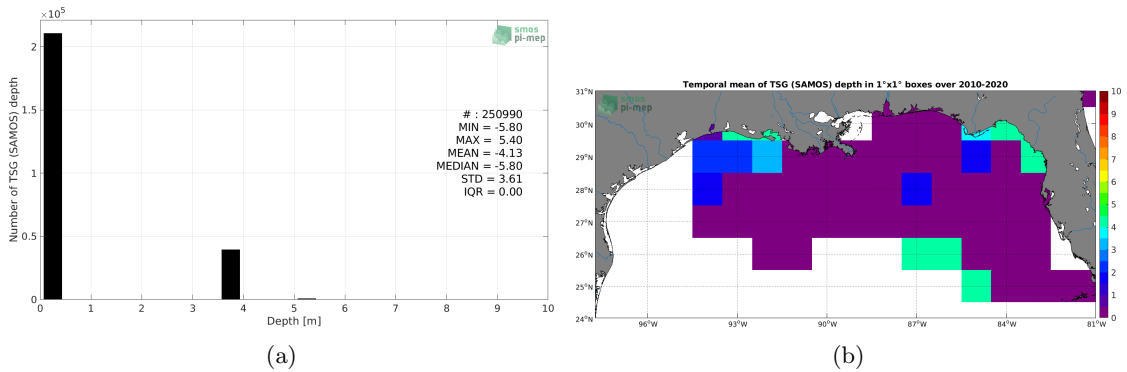 ×10⁵
smos
pi-mep
2
1.5
1
0.5
0
Number of TSG (SAMOS) depth
# : 250990
MIN = -5.80
MAX = 5.40
MEAN = -4.13
MEDIAN = -5.80
STD = 3.61
IQR = 0.00
0 1 2 3 4 5 6 7 8 9 10
Depth [m]
(a)
Temporal mean of TSG (SAMOS) depth in 1°x1° boxes over 2010-2020
smos
pi-mep
31°N
30°N
29°N
28°N
27°N
26°N
25°N
24°N
96°W 93°W 90°W 87°W 84°W 81°W
10
9
8
7
6
5
4
3
2
1
0
(b)